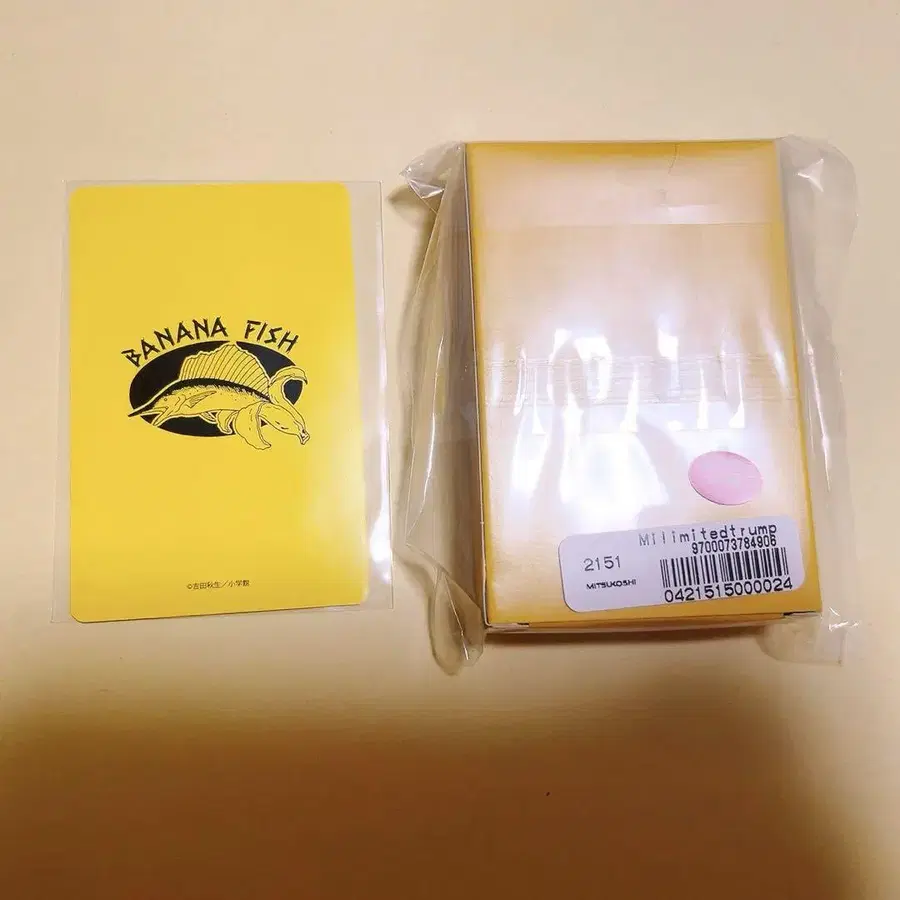 BANANA FISH
©吉田秋生/小学館
MIlimitedtrump
9700073784906
2151
MITSUKOSHI
0421515000024